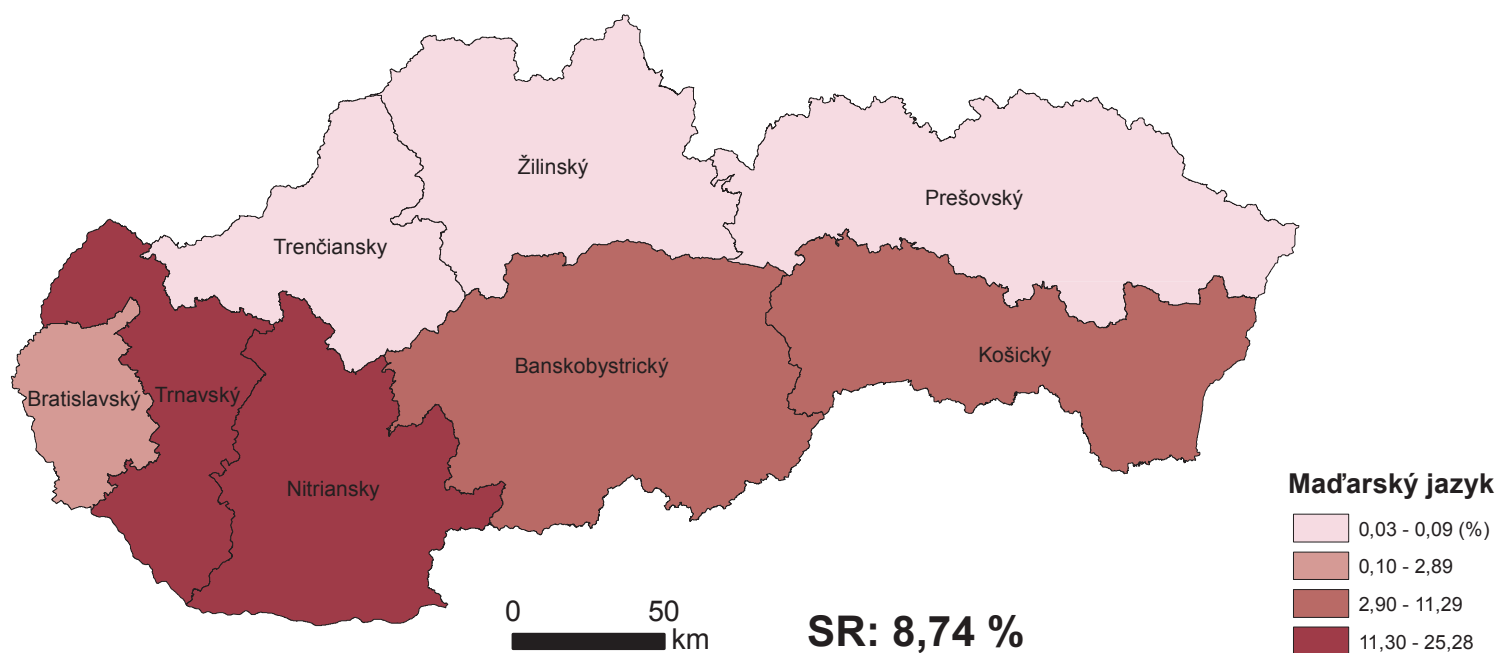 Žilinský
Prešovský
Trenčiansky
Košický
Banskobystrický
Bratislavský
Trnavský
Nitriansky
Maďarský jazyk
0,03 - 0,09 (%)
0,10 - 2,89
2,90 - 11,29
11,30 - 25,28
0 50
km
SR: 8,74 %